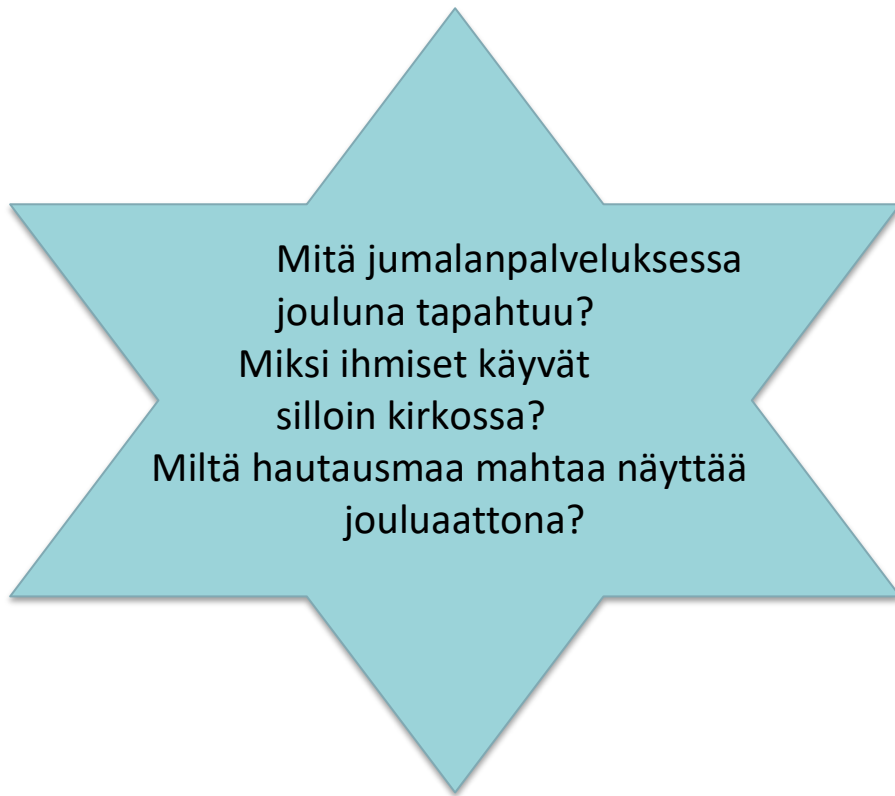 Mitä jumalanpalveluksessa
jouluna tapahtuu?
Miksi ihmiset käyvät
silloin kirkossa?
Miltä hautausmaa mahtaa näyttää
jouluaattona?